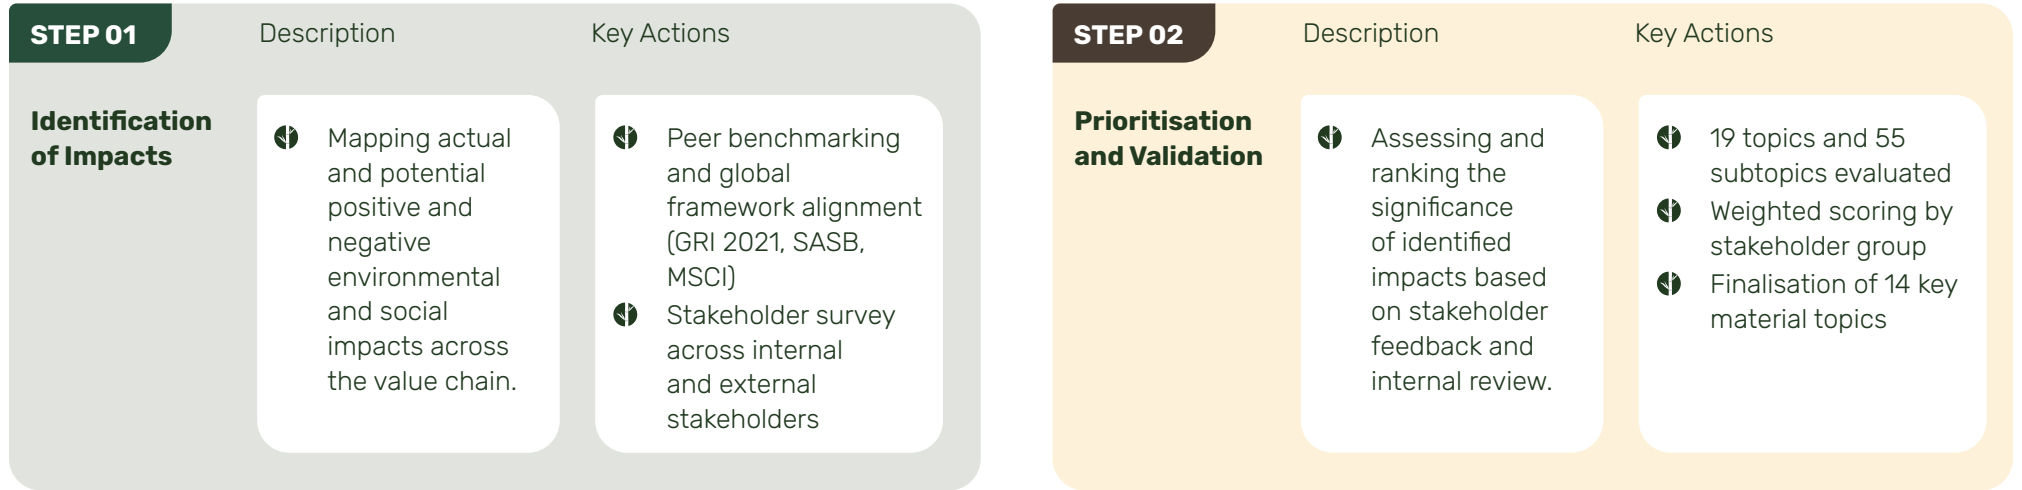 STEP 01
Description
Key Actions
Identification
of Impacts
Mapping actual
and potential
positive and
negative
environmental
and social
impacts across
the value chain.
Peer benchmarking
and global
framework alignment
(GRI 2021, SASB,
MSCI)
Stakeholder survey
across internal
and external
stakeholders
STEP 02
Description
Key Actions
Prioritisation
and Validation
Assessing and
ranking the
significance
of identified
impacts based
on stakeholder
feedback and
internal review.
19 topics and 55
subtopics evaluated
Weighted scoring by
stakeholder group
Finalisation of 14 key
material topics